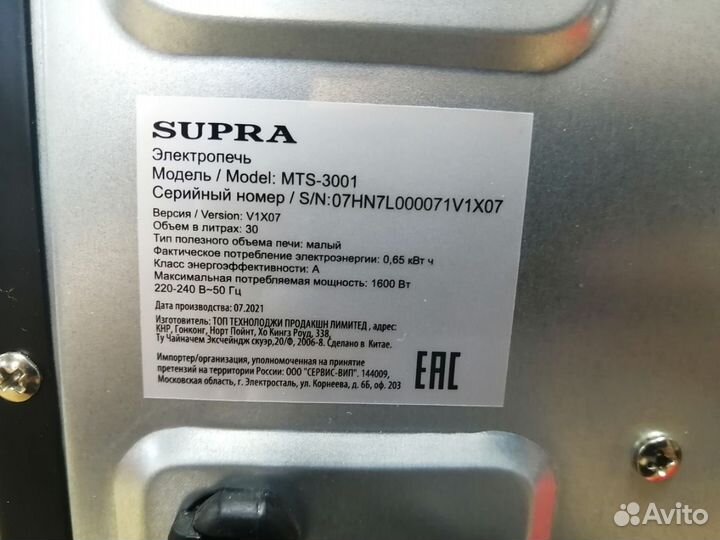 SUPRA
Электропечь
Модель / Model: MTS-3001
Серийный номер / S/N:07HN7L000071V1X07
Версия / Version: V1X07
Объем в литрах: 30
Тип полезного объема печи: малый
Фактическое потребление электроэнергии: 0,65 кВт ч
Класс энергоэффективности: А
Максимальная потребляемая мощность: 1600 Вт
220-240 В~50 Гц
Дата производства: 07.2021
Изготовитель: ТОП ТЕХНОЛОДЖИ ПРОДАКШН ЛИМИТЕД , адрес:
КНР, Гонконг, Норт Пойнт, Хо Кингз Роуд, 338,
Ту Чайначем Эксчейндж скуэр,20/Ф, 2006-8. Сделано в Китае.
Импортер/организация, уполномоченная на принятие
претензий на территории России: ООО "СЕРВИС-ВИП". 144009,
Московская область, г. Электросталь, ул. Корнеева, д. 6Б, оф. 203
EAC
Avito